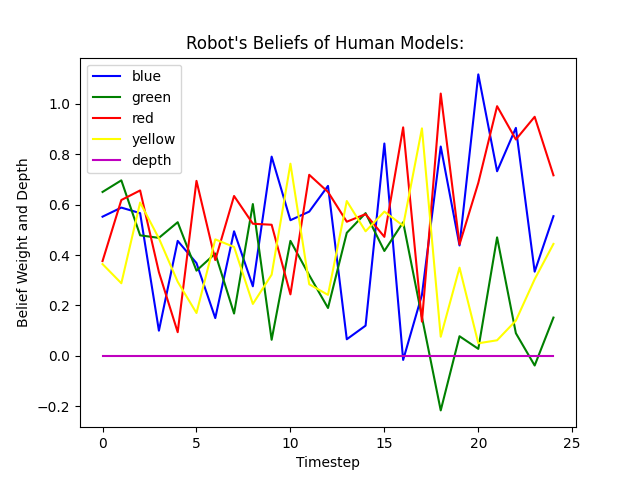 Robot's Beliefs of Human Models:
blue
green
red
yellow
depth
1.0
0.8
0.6
0.4
0.2
0.0
−0.2
Belief Weight and Depth
0 5 10 15 20 25
Timestep